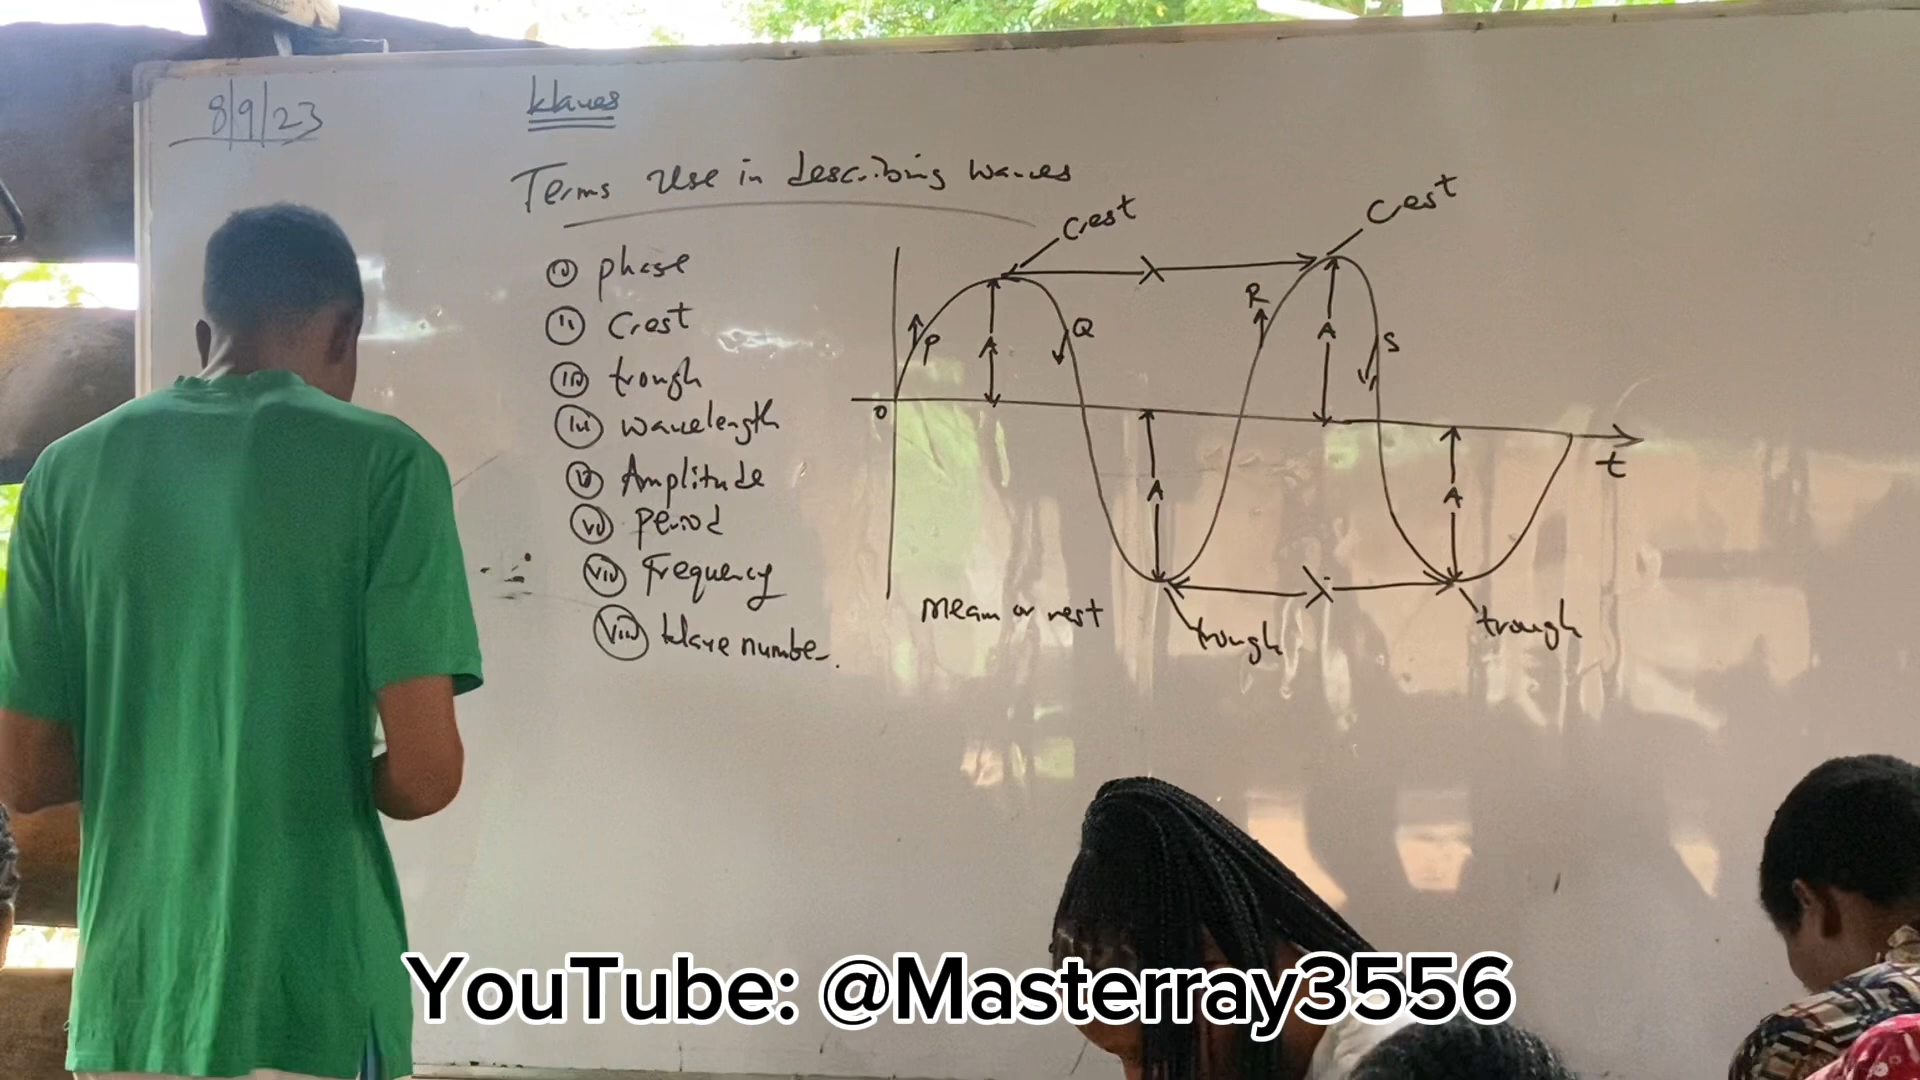 8/9/23
Waves
Terms Use in describing waves
(i) phase
(ii) Crest
(iii) trough
(iv) wavelength
(v) Amplitude
(vi) period
(vii) Frequency
(viii) Wave number.
Crest
Crest
λ
P
A
Q
R
A
S
O
t
A
A
λ
Mean or rest
trough
trough
YouTube: @Masterray3556